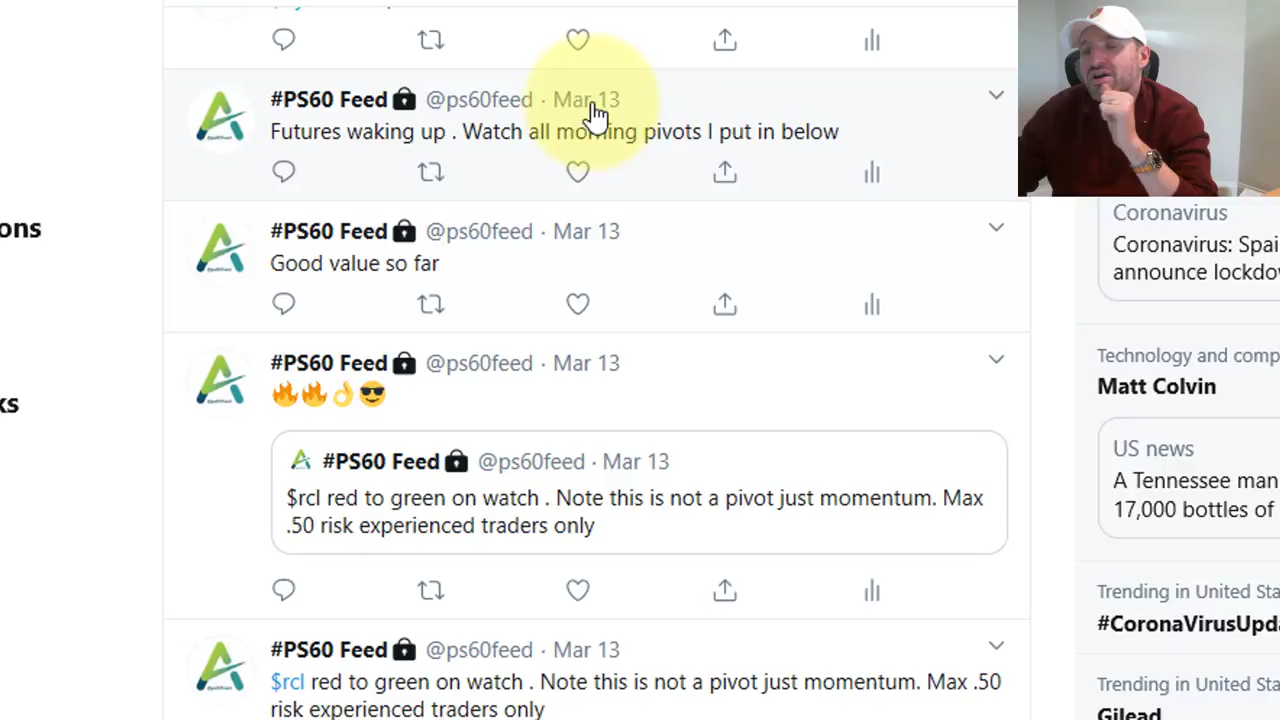 #PS60 Feed @ps60feed · Mar 13
Futures waking up . Watch all morning pivots I put in below
#PS60 Feed @ps60feed · Mar 13
Good value so far
#PS60 Feed @ps60feed · Mar 13
🔥🔥👌😎
#PS60 Feed @ps60feed · Mar 13
$rcl red to green on watch . Note this is not a pivot just momentum. Max
.50 risk experienced traders only
#PS60 Feed @ps60feed · Mar 13
$rcl red to green on watch . Note this is not a pivot just momentum. Max .50
risk experienced traders only
ons
ks
Coronavirus
Coronavirus: Spai
announce lockdo
Technology and comp
Matt Colvin
US news
A Tennessee man
17,000 bottles of
Trending in United Sta
#CoronaVirusUpda
Trending in United Sta
Gilead